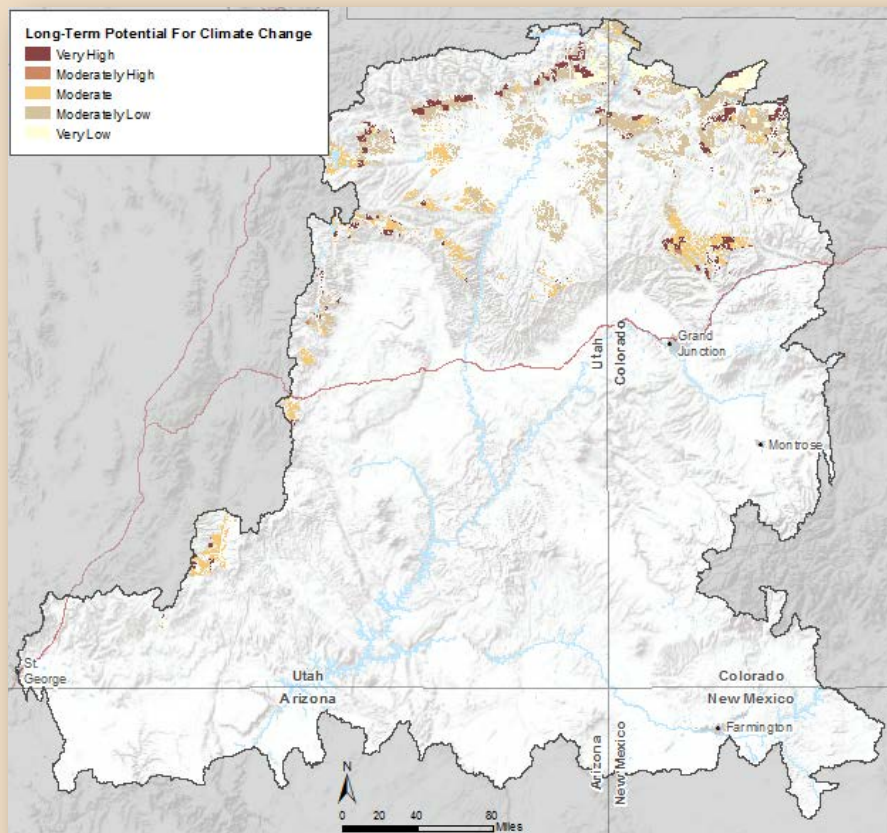 Long-Term Potential For Climate Change
Very High
Moderately High
Moderate
Moderately Low
Very Low
Utah
Colorado
Grand
Junction
Montrose
St.
George
Utah
Arizona
Colorado
New Mexico
Farmington
Arizona
New Mexico
N
0 20 40 80
Miles